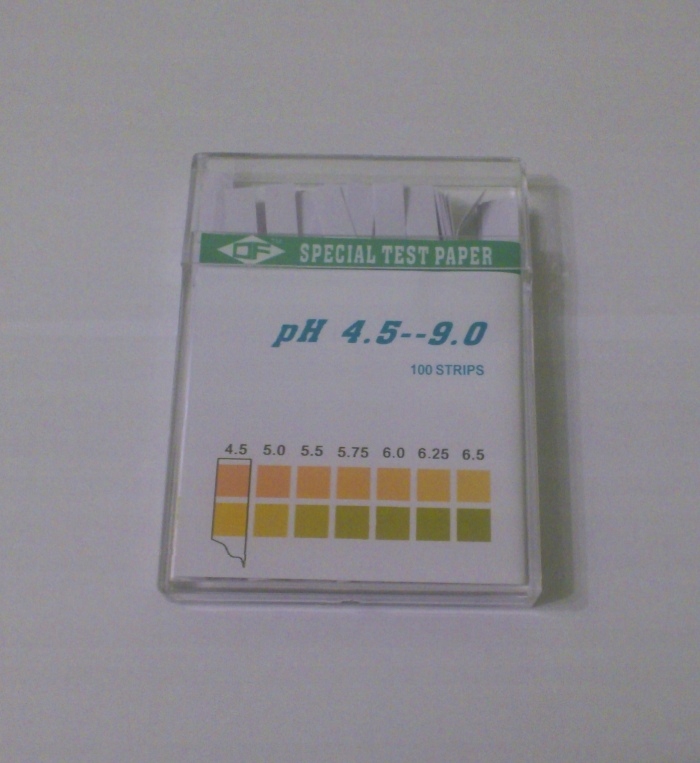 DF SPECIAL TEST PAPER
pH 4.5--9.0
100 STRIPS
4.5 5.0 5.5 5.75 6.0 6.25 6.5